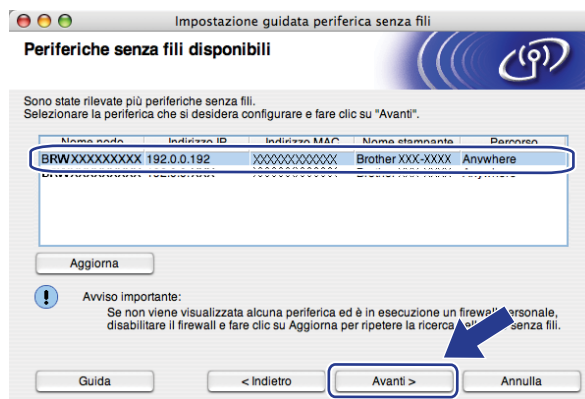 Impostazione guidata periferica senza fili
Periferiche senza fili disponibili
Sono state rilevate più periferiche senza fili.
Selezionare la periferica che si desidera configurare e fare clic su "Avanti".
Nome nodo Indirizzo IP Indirizzo MAC Nome stampante Percorso
BRWXXXXXXXXX 192.0.0.192 XXXXXXXXXXXX Brother XXX-XXXX Anywhere
Aggiorna
Avviso importante:
Se non viene visualizzata alcuna periferica ed è in esecuzione un firewall personale,
disabilitare il firewall e fare clic su Aggiorna per ripetere la ricerca senza fili.
Guida < Indietro Avanti > Annulla